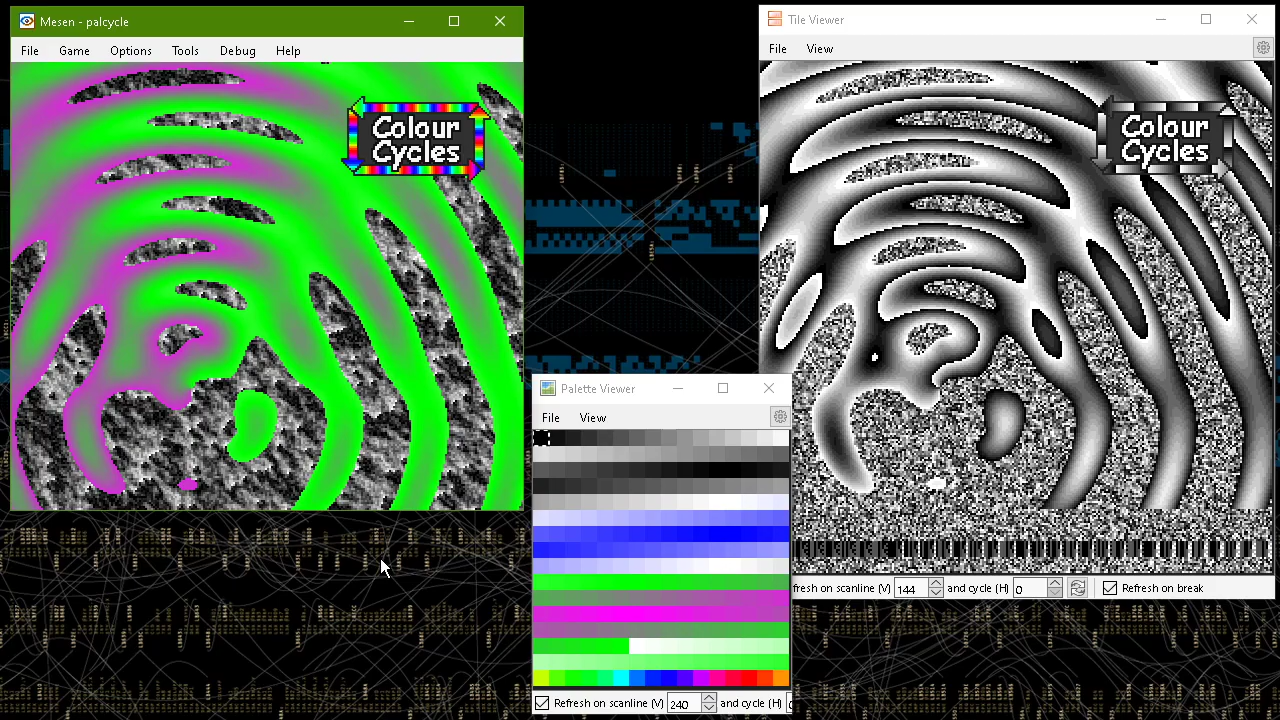 Mesen - palcycle
File Game Options Tools Debug Help
Colour
Cycles
Tile Viewer
File View
Colour
Cycles
Palette Viewer
File View
Refresh on scanline (V) 240 and cycle (H)
fresh on scanline (V) 144 and cycle (H) 0 Refresh on break